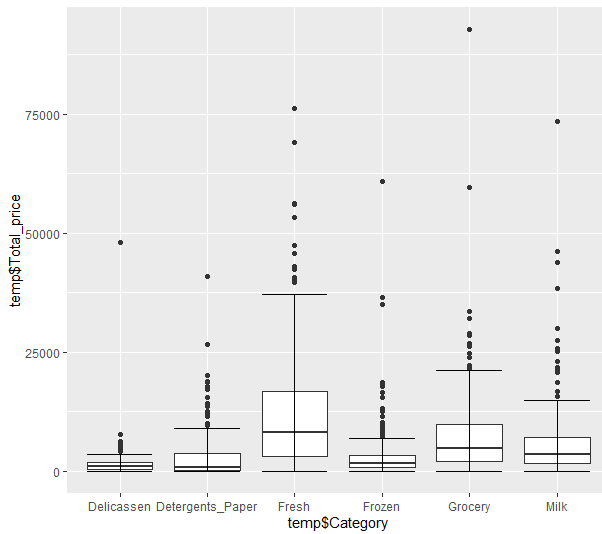 temp$Total_price
75000
50000
25000
0
Delicassen Detergents_Paper Fresh Frozen Grocery Milk
temp$Category